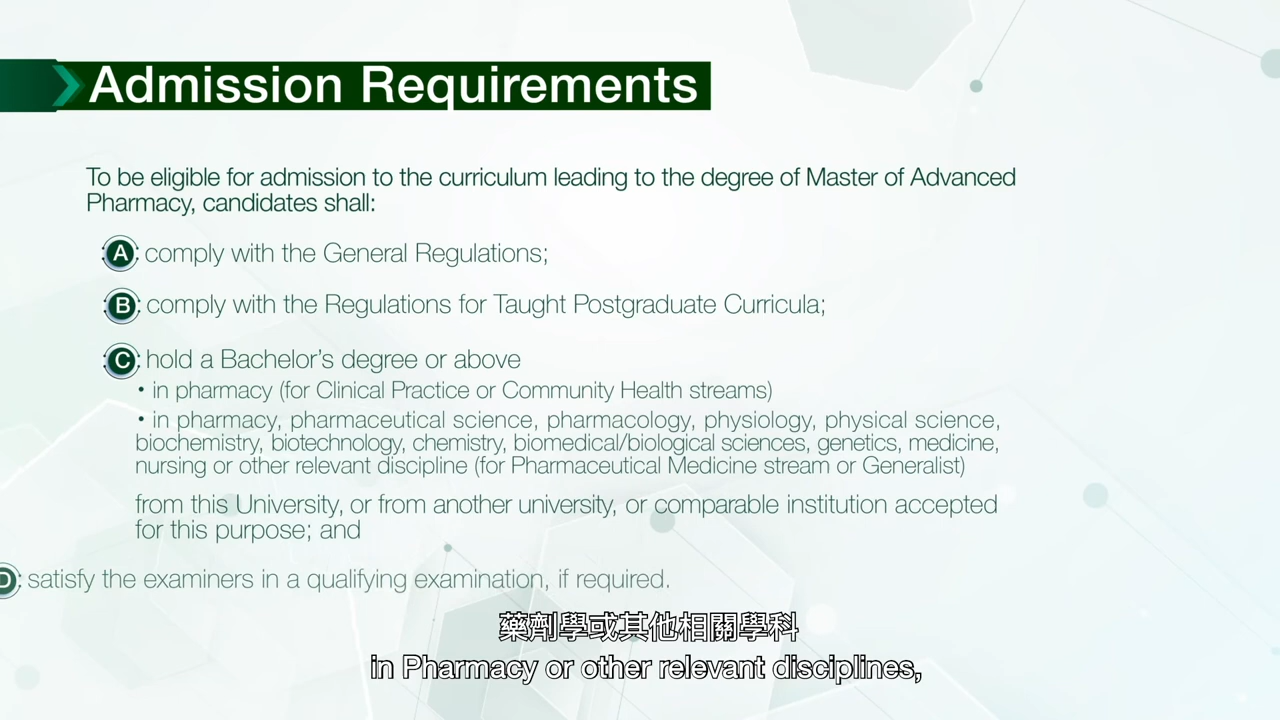 Admission Requirements
To be eligible for admission to the curriculum leading to the degree of Master of Advanced
Pharmacy, candidates shall:
A comply with the General Regulations;
B comply with the Regulations for Taught Postgraduate Curricula;
C hold a Bachelor's degree or above
• in pharmacy (for Clinical Practice or Community Health streams)
• in pharmacy, pharmaceutical science, pharmacology, physiology, physical science,
biochemistry, biotechnology, chemistry, biomedical/biological sciences, genetics, medicine,
nursing or other relevant discipline (for Pharmaceutical Medicine stream or Generalist)
from this University, or from another university, or comparable institution accepted
for this purpose; and
D satisfy the examiners in a qualifying examination, if required.
藥劑學或其他相關學科
in Pharmacy or other relevant disciplines,